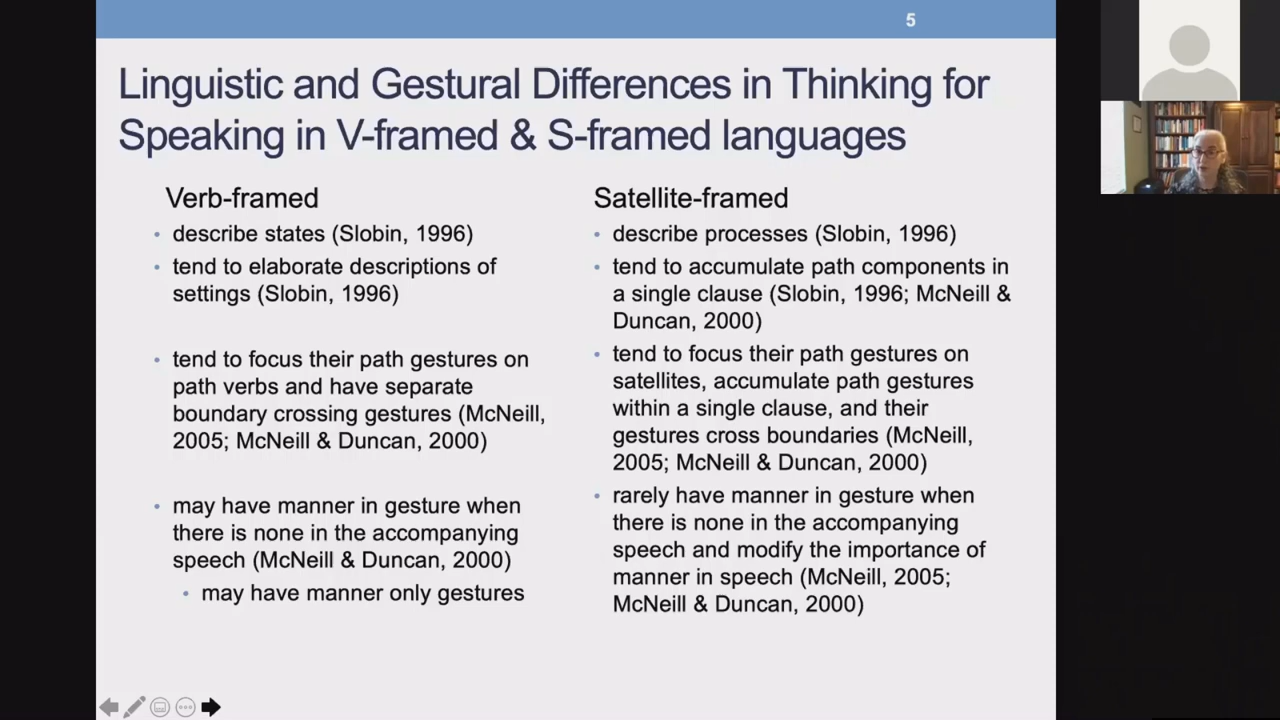 5
Linguistic and Gestural Differences in Thinking for
Speaking in V-framed & S-framed languages
Verb-framed
• describe states (Slobin, 1996)
• tend to elaborate descriptions of
settings (Slobin, 1996)
• tend to focus their path gestures on
path verbs and have separate
boundary crossing gestures (McNeill,
2005; McNeill & Duncan, 2000)
• may have manner in gesture when
there is none in the accompanying
speech (McNeill & Duncan, 2000)
• may have manner only gestures
Satellite-framed
• describe processes (Slobin, 1996)
• tend to accumulate path components in
a single clause (Slobin, 1996; McNeill &
Duncan, 2000)
• tend to focus their path gestures on
satellites, accumulate path gestures
within a single clause, and their
gestures cross boundaries (McNeill,
2005; McNeill & Duncan, 2000)
• rarely have manner in gesture when
there is none in the accompanying
speech and modify the importance of
manner in speech (McNeill, 2005;
McNeill & Duncan, 2000)